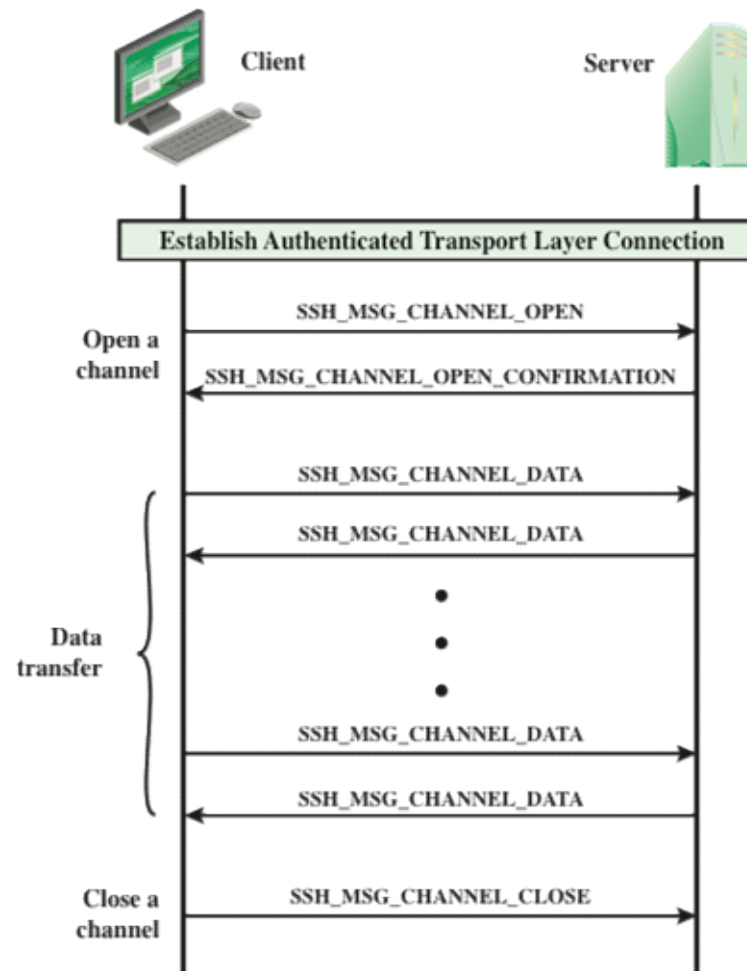 Client
Server
Establish Authenticated Transport Layer Connection
SSH_MSG_CHANNEL_OPEN
Open a
channel
SSH_MSG_CHANNEL_OPEN_CONFIRMATION
SSH_MSG_CHANNEL_DATA
SSH_MSG_CHANNEL_DATA
Data
transfer
SSH_MSG_CHANNEL_DATA
SSH_MSG_CHANNEL_DATA
Close a
channel
SSH_MSG_CHANNEL_CLOSE